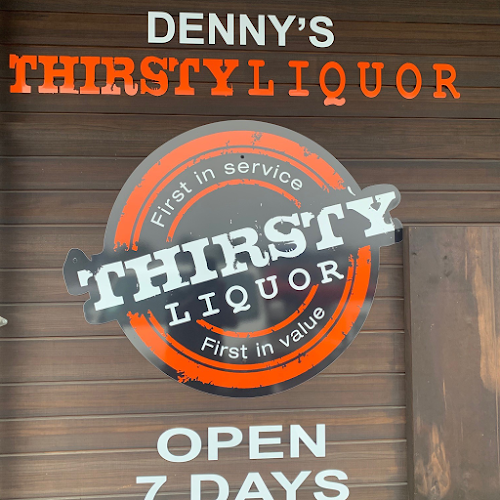 DENNY'S
THIRSTY LIQUOR
First in service
THIRSTY
LIQUOR
First in value
OPEN
7 DAYS